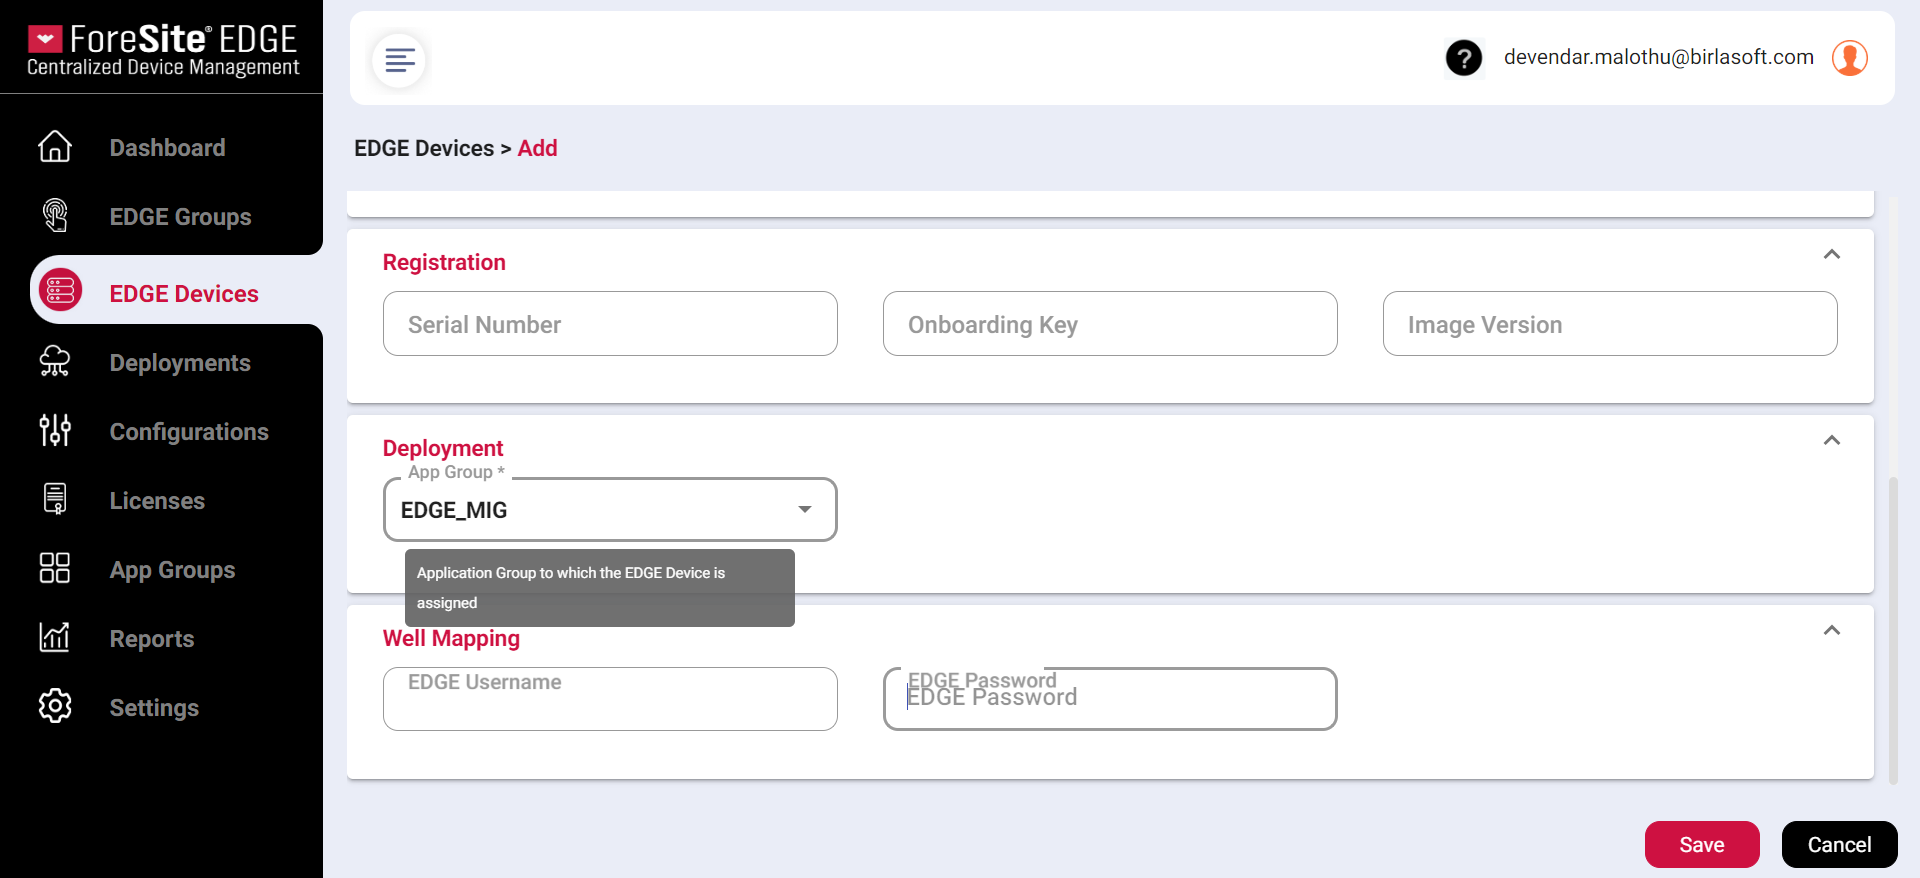 ForeSite® EDGE
Centralized Device Management
?
devendar.malothu@birlasoft.com
Dashboard
EDGE Groups
EDGE Devices
Deployments
Configurations
Licenses
App Groups
Reports
Settings
EDGE Devices > Add
Registration
Serial Number
Onboarding Key
Image Version
Deployment
App Group *
EDGE_MIG
Application Group to which the EDGE Device is
assigned
Well Mapping
EDGE Username
EDGE Password
EDGE Password
Save
Cancel